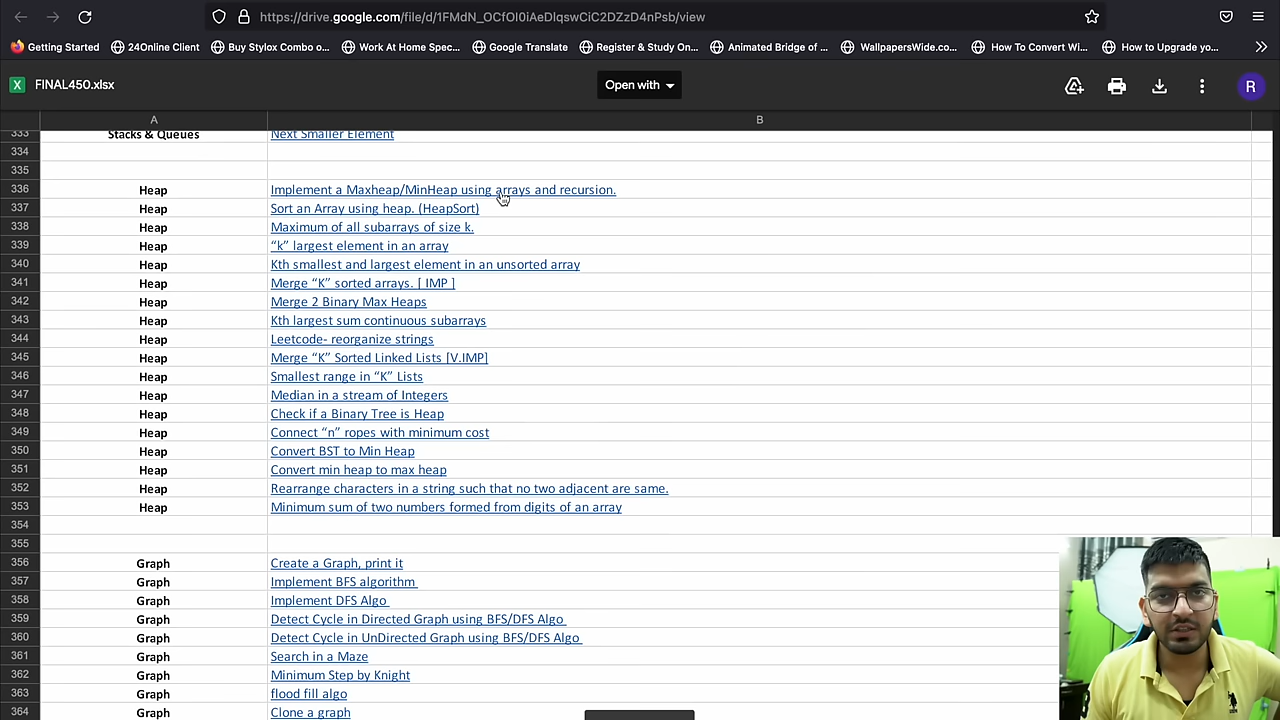 https://drive.google.com/file/d/1FMdN_OCfOI0iAeDlqswCiC2DZzD4nPsb/view
Getting Started 24Online Client Buy Stylox Combo o... Work At Home Spec... Google Translate Register & Study On... Animated Bridge of ... WallpapersWide.co... How To Convert Wi... How to Upgrade yo...
X FINAL450.xlsx Open with R
A B
333 Stacks & Queues Next Smaller Element
334
335
336 Heap Implement a Maxheap/MinHeap using arrays and recursion.
337 Heap Sort an Array using heap. (HeapSort)
338 Heap Maximum of all subarrays of size k.
339 Heap “k” largest element in an array
340 Heap Kth smallest and largest element in an unsorted array
341 Heap Merge “K” sorted arrays. [ IMP ]
342 Heap Merge 2 Binary Max Heaps
343 Heap Kth largest sum continuous subarrays
344 Heap Leetcode- reorganize strings
345 Heap Merge “K” Sorted Linked Lists [V.IMP]
346 Heap Smallest range in “K” Lists
347 Heap Median in a stream of Integers
348 Heap Check if a Binary Tree is Heap
349 Heap Connect “n” ropes with minimum cost
350 Heap Convert BST to Min Heap
351 Heap Convert min heap to max heap
352 Heap Rearrange characters in a string such that no two adjacent are same.
353 Heap Minimum sum of two numbers formed from digits of an array
354
355
356 Graph Create a Graph, print it
357 Graph Implement BFS algorithm
358 Graph Implement DFS Algo
359 Graph Detect Cycle in Directed Graph using BFS/DFS Algo
360 Graph Detect Cycle in UnDirected Graph using BFS/DFS Algo
361 Graph Search in a Maze
362 Graph Minimum Step by Knight
363 Graph flood fill algo
364 Graph Clone a graph